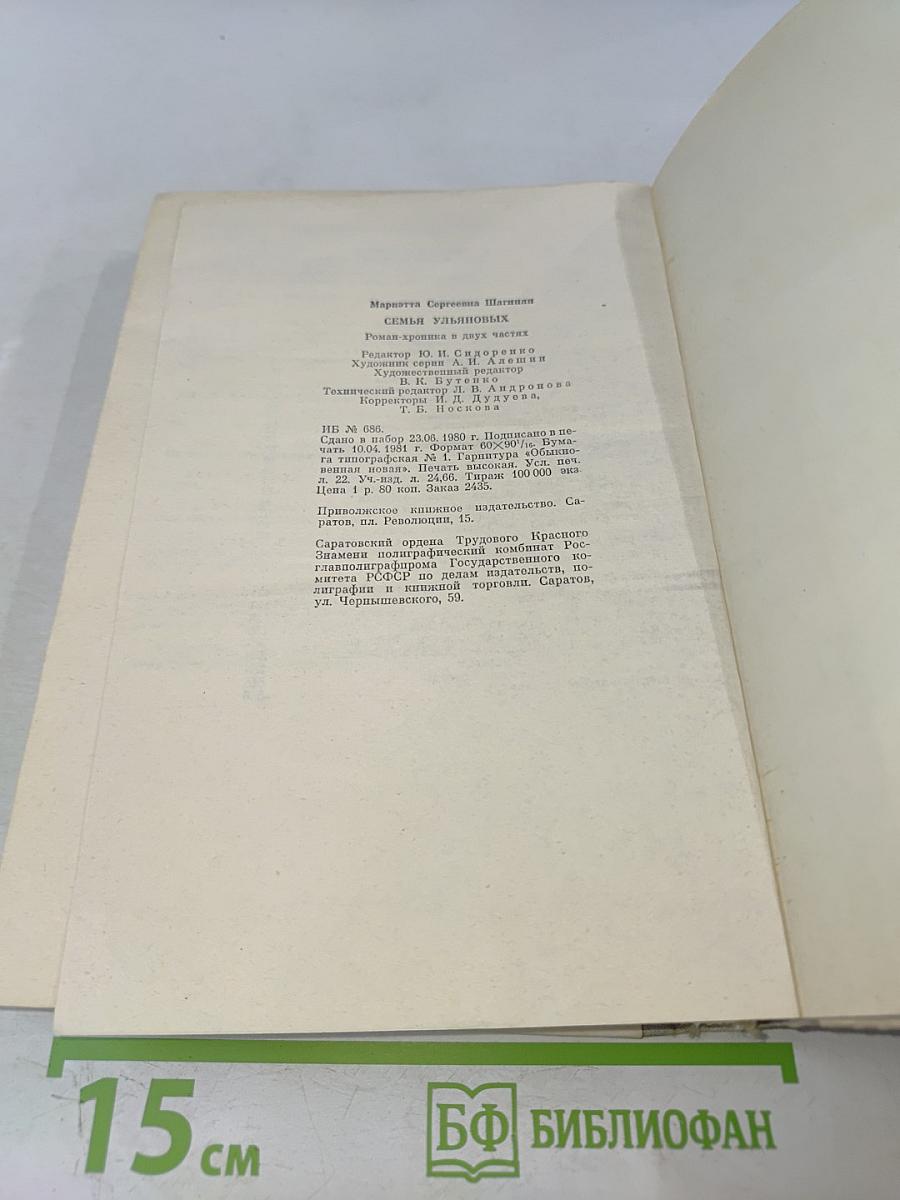 Мариэтта Сергеевна Шагинян
СЕМЬЯ УЛЬЯНОВЫХ
Роман-хроника в двух частях
Редактор Ю. И. Сидоренко
Художник серии А. И. Алешин
Художественный редактор
В. К. Бутенко
Технический редактор Л. В. Андронова
Корректоры И. Д. Дудуева,
Т. Б. Носкова
ИБ № 686.
Сдано в набор 23.06. 1980 г. Подписано в пе-
чать 10.04. 1981 г. Формат 60×90¹/₁₆. Бума-
га типографская № 1. Гарнитура «Обыкно-
венная новая». Печать высокая. Усл. печ.
л. 22. Уч.-изд. л. 24,66. Тираж 100 000 экз.
Цена 1 р. 80 коп. Заказ 2435.
Приволжское книжное издательство. Са-
ратов, пл. Революции, 15.
Саратовский ордена Трудового Красного
Знамени полиграфический комбинат Рос-
главполиграфпрома Государственного ко-
митета РСФСР по делам издательств, по-
лиграфии и книжной торговли. Саратов,
ул. Чернышевского, 59.
15 см
БФ БИБЛИОФАН